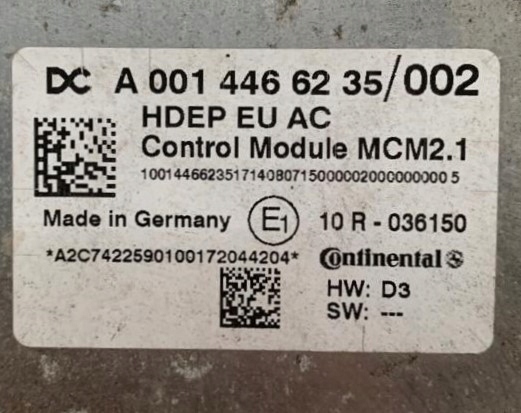 DC A 001 446 62 35/002
HDEP EU AC
Control Module MCM2.1
10014466235171408071500000200000000 5
Made in Germany E1 10 R - 036150
*A2C7422590100172044204* Continental
HW: D3
SW: ---